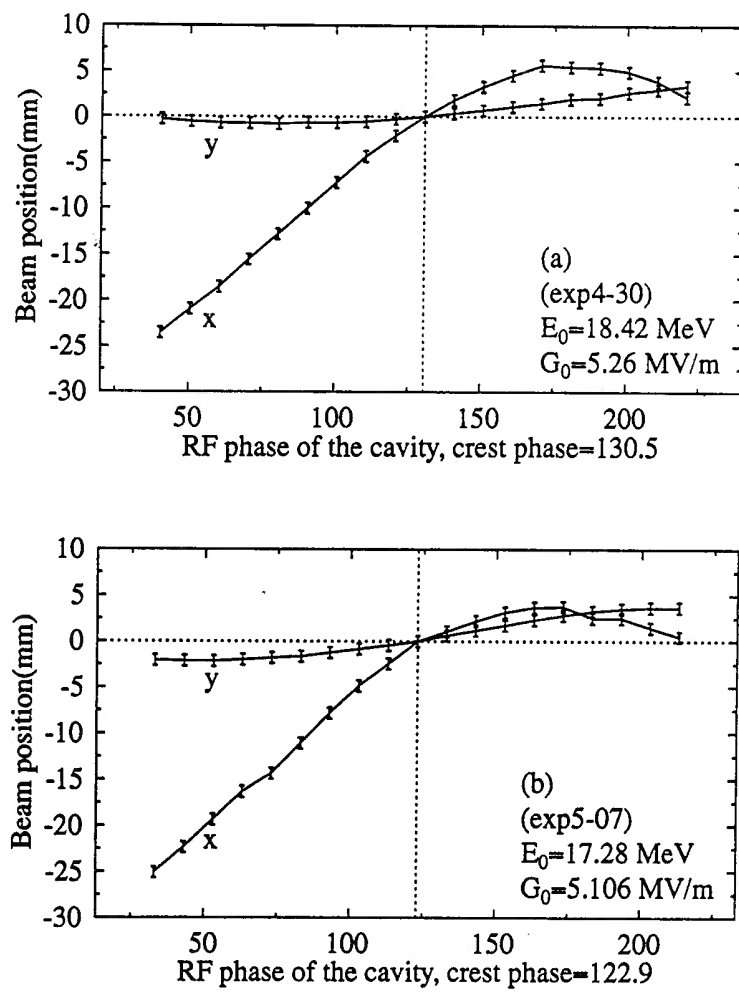 10
5
0
-5
-10
-15
-20
-25
-30
Beam position(mm)
y
x
(a)
(exp4-30)
E₀=18.42 MeV
G₀=5.26 MV/m
50
100
150
200
RF phase of the cavity, crest phase=130.5
10
5
0
-5
-10
-15
-20
-25
-30
Beam position(mm)
y
x
(b)
(exp5-07)
E₀=17.28 MeV
G₀=5.106 MV/m
50
100
150
200
RF phase of the cavity, crest phase=122.9